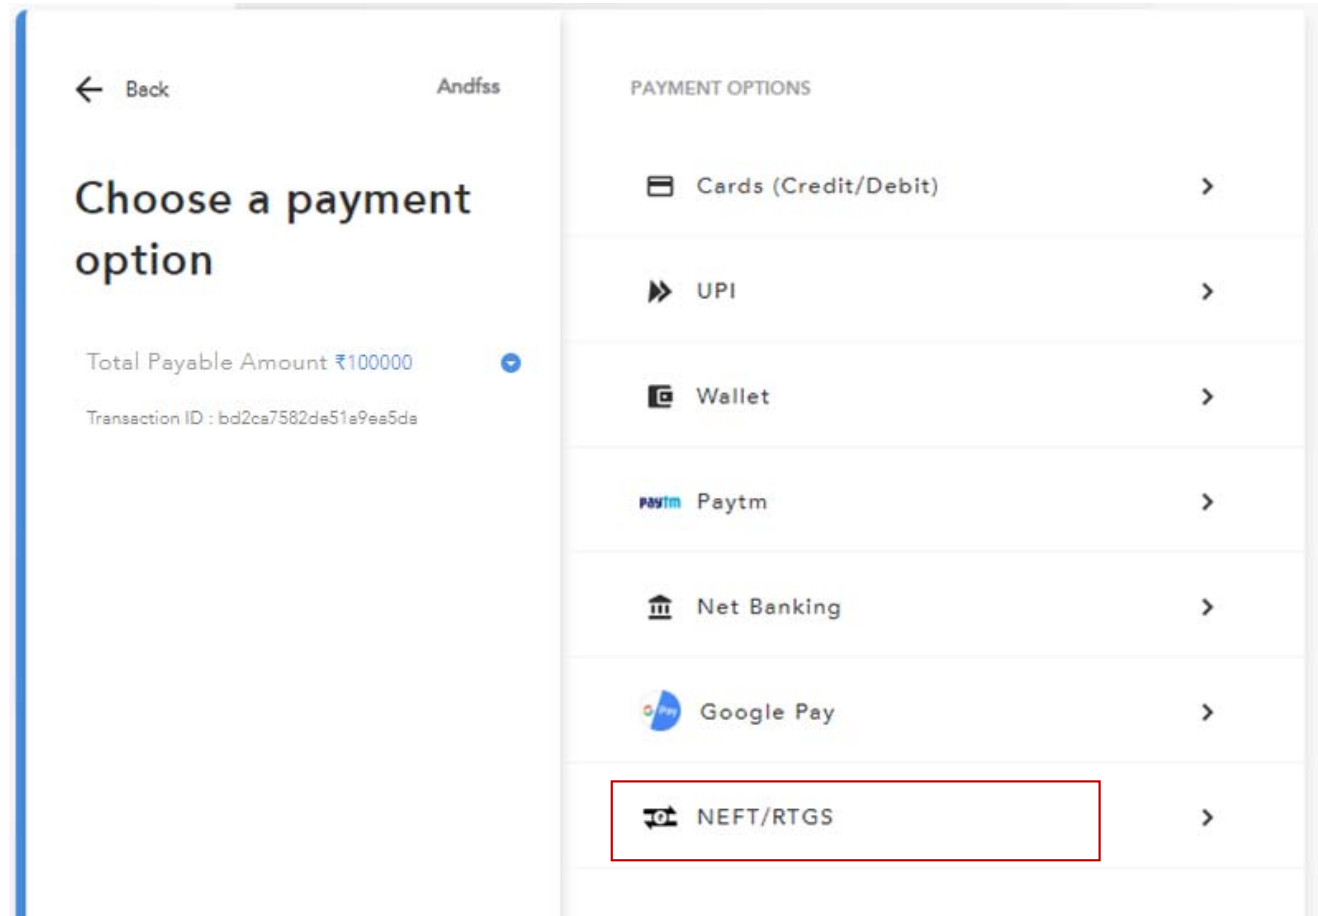 Back
Andfss
Choose a payment
option
Total Payable Amount ₹100000
Transaction ID : bd2ca7582de51a9ea5da
PAYMENT OPTIONS
Cards (Credit/Debit)
UPI
Wallet
paytm Paytm
Net Banking
G Pay Google Pay
NEFT/RTGS